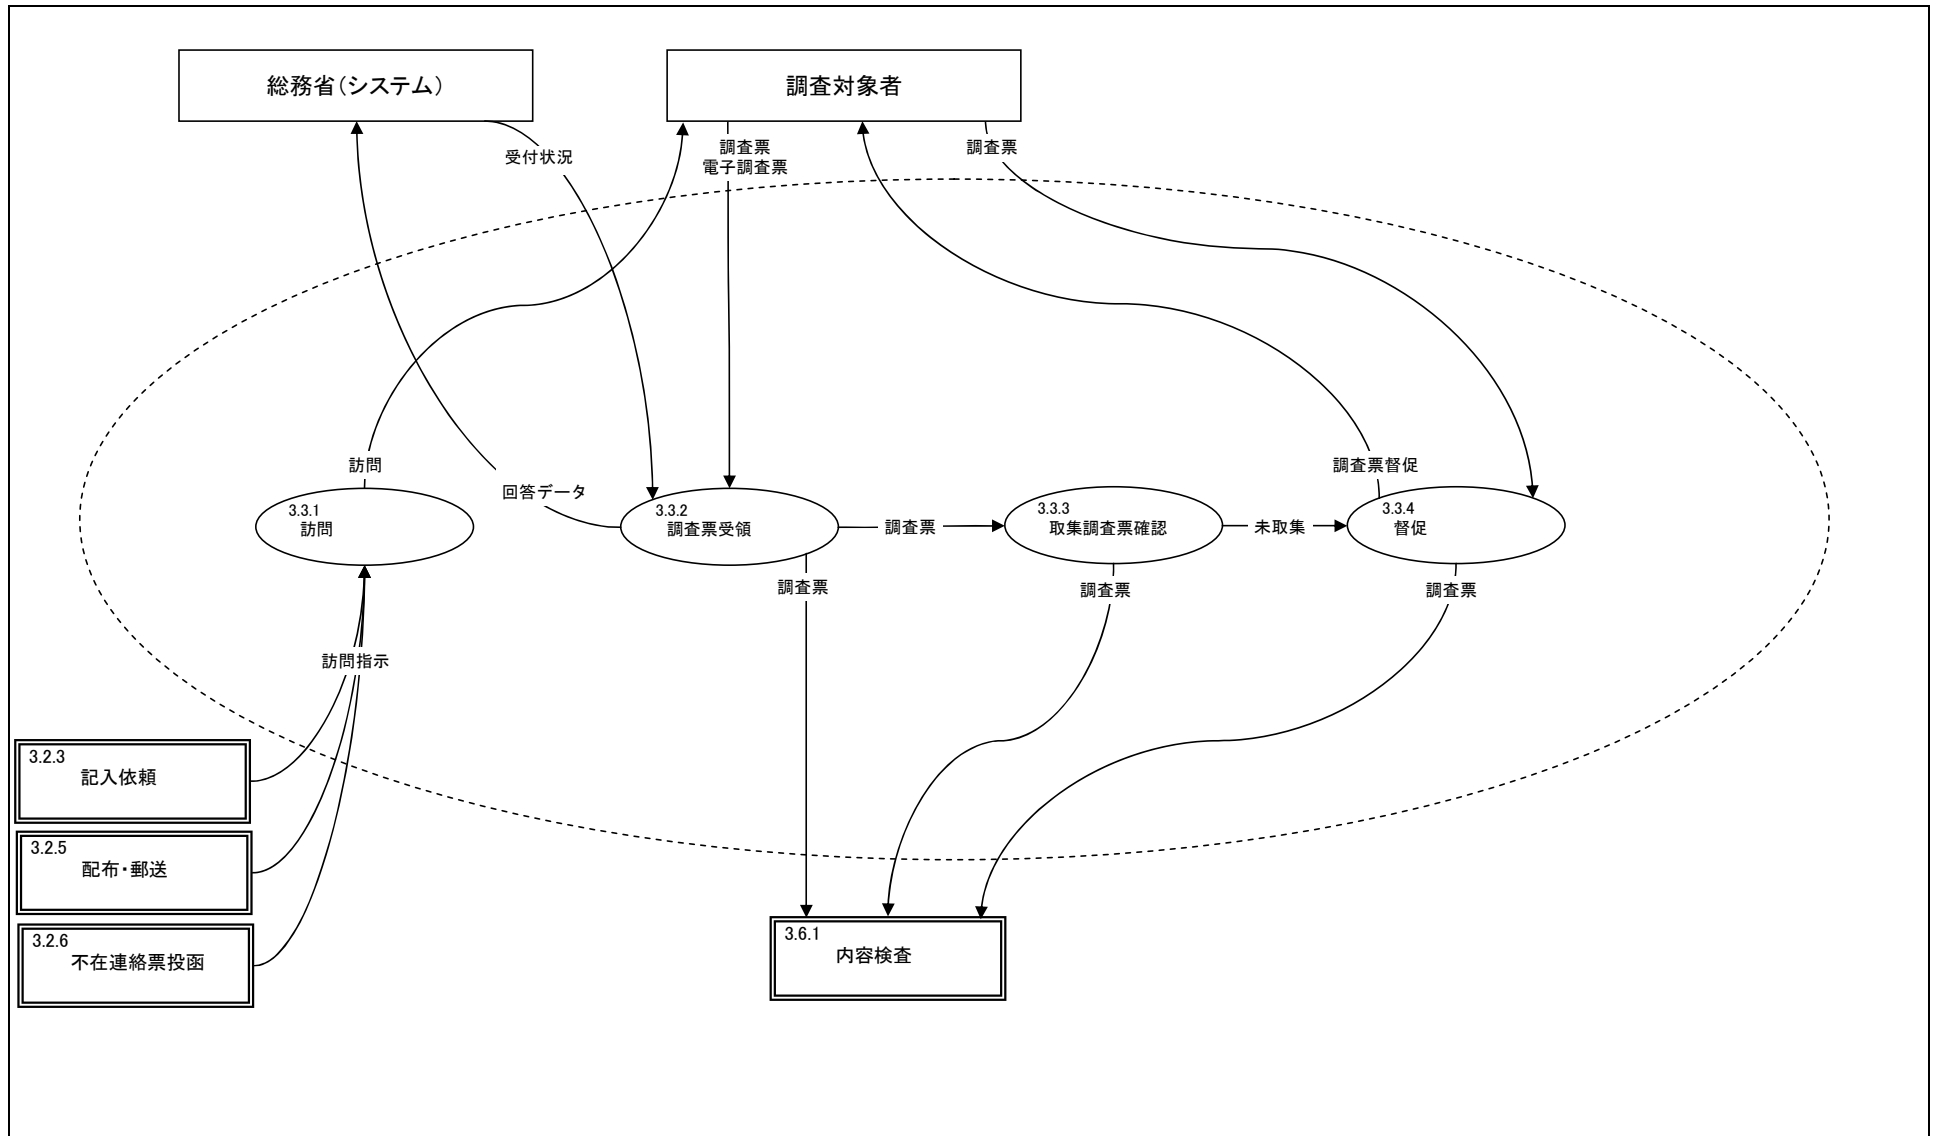 総務省(システム)
調査対象者
受付状況
調査票
電子調査票
調査票
訪問
回答データ
調査票督促
3.3.1
訪問
3.3.2
調査票受領
調査票
3.3.3
取集調査票確認
未取集
3.3.4
督促
調査票
調査票
調査票
訪問指示
3.2.3
記入依頼
3.2.5
配布・郵送
3.2.6
不在連絡票投函
3.6.1
内容検査